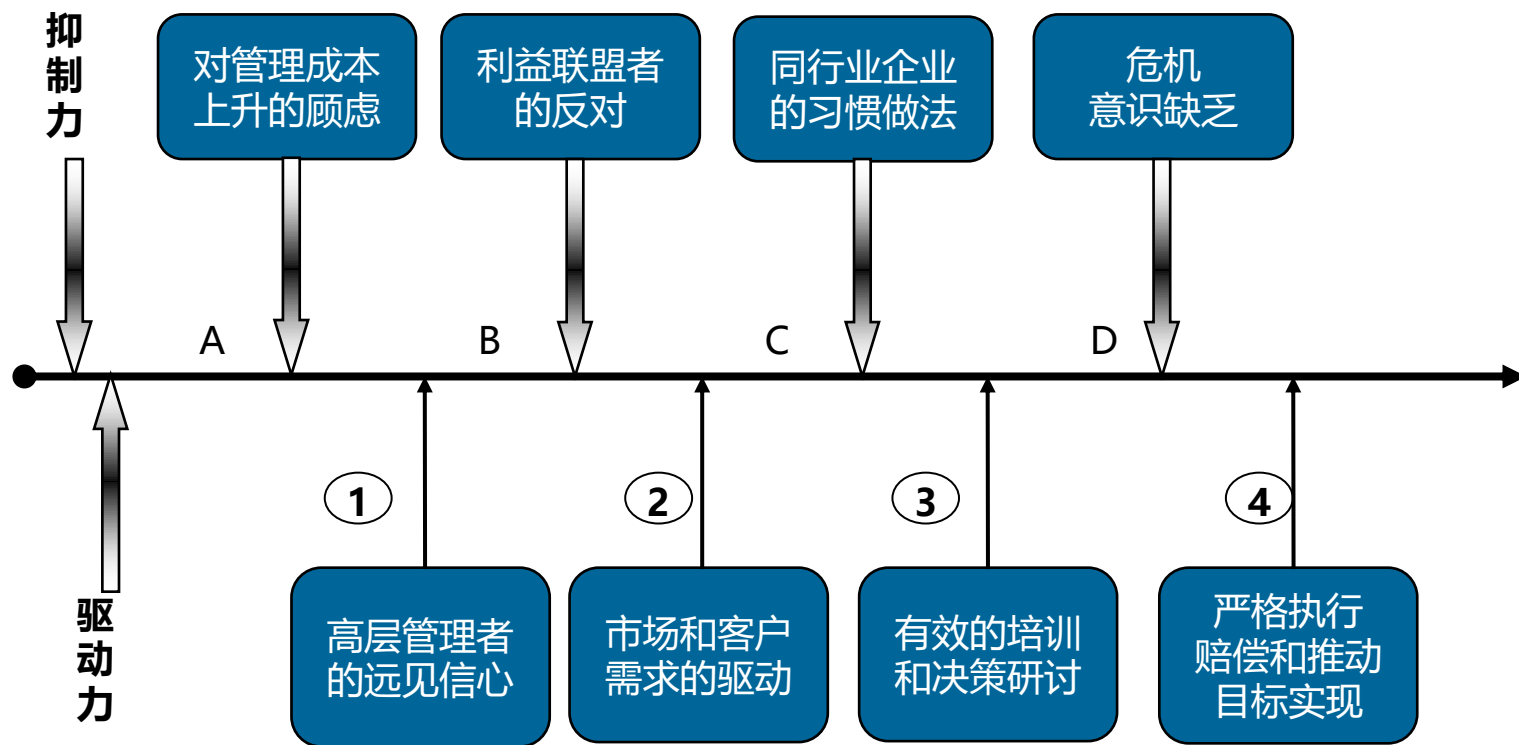 抑制力
对管理成本
上升的顾虑
利益联盟者
的反对
同行业企业
的习惯做法
危机
意识缺乏
A
B
C
D
1
2
3
4
驱动力
高层管理者
的远见信心
市场和客户
需求的驱动
有效的培训
和决策研讨
严格执行
赔偿和推动
目标实现